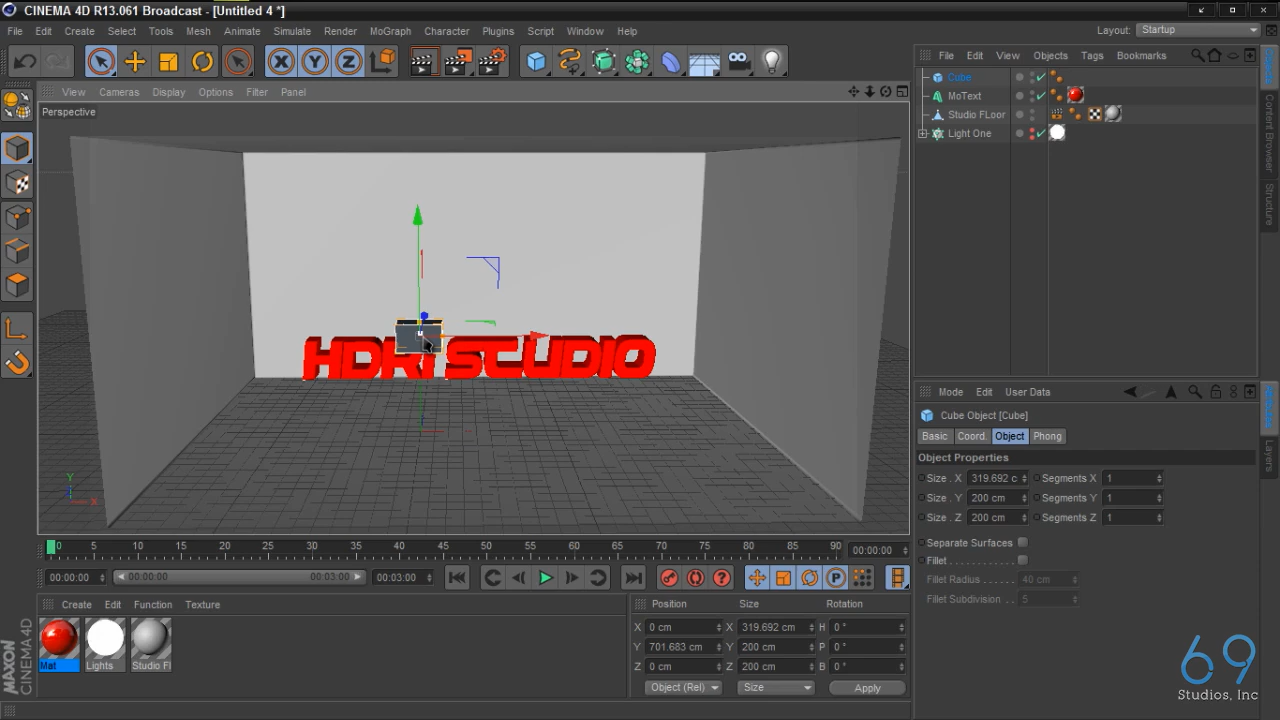 CINEMA 4D R13.061 Broadcast - [Untitled 4 *]
File Edit Create Select Tools Mesh Animate Simulate Render MoGraph Character Plugins Script Window Help
Layout: Startup
File Edit View Objects Tags Bookmarks
View Cameras Display Options Filter Panel
Perspective
Cube
MoText
Studio FLoor
Light One
Objects
Content Browser
Structure
HDRI STUDIO
Y
X
Mode Edit User Data
Cube Object [Cube]
Basic Coord. Object Phong
Object Properties
Size . X 319.692 c Segments X 1
Size . Y 200 cm Segments Y 1
Size . Z 200 cm Segments Z 1
Separate Surfaces
Fillet
Fillet Radius 40 cm
Fillet Subdivision 5
Layers
0 5 10 15 20 25 30 35 40 45 50 55 60 65 70 75 80 85 90
00:00:00
00:00:00 00:00:00 00:03:00 00:03:00
Create Edit Function Texture
Mat Lights Studio Fl
Position Size Rotation
X 0 cm X 319.692 cm H 0 °
Y 701.683 cm Y 200 cm P 0 °
Z 0 cm Z 200 cm B 0 °
Object (Rel) Size Apply
MAXON CINEMA4D
69
Studios, Inc